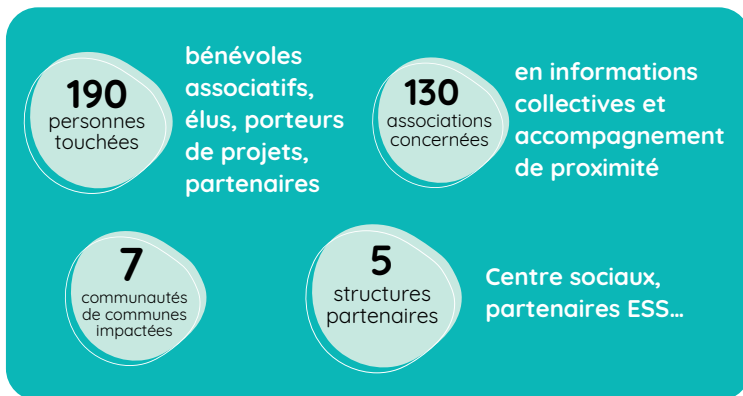 190
personnes
touchées
bénévoles
associatifs,
élus, porteurs
de projets,
partenaires
130
associations
concernées
en informations
collectives et
accompagnement
de proximité
7
communautés
de communes
impactées
5
structures
partenaires
Centre sociaux,
partenaires ESS...